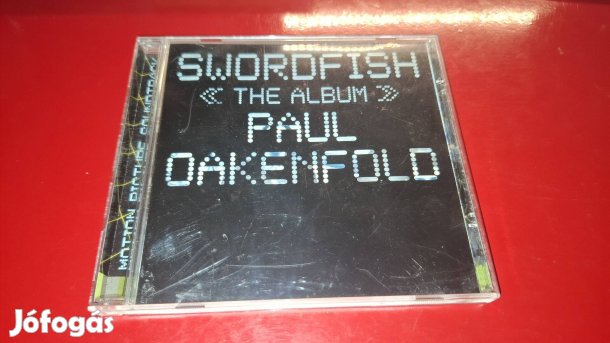 SWORDFISH
« THE ALBUM »
PAUL
OAKENFOLD
MOTION PICTURE SOUNDTRACK
Jófogás